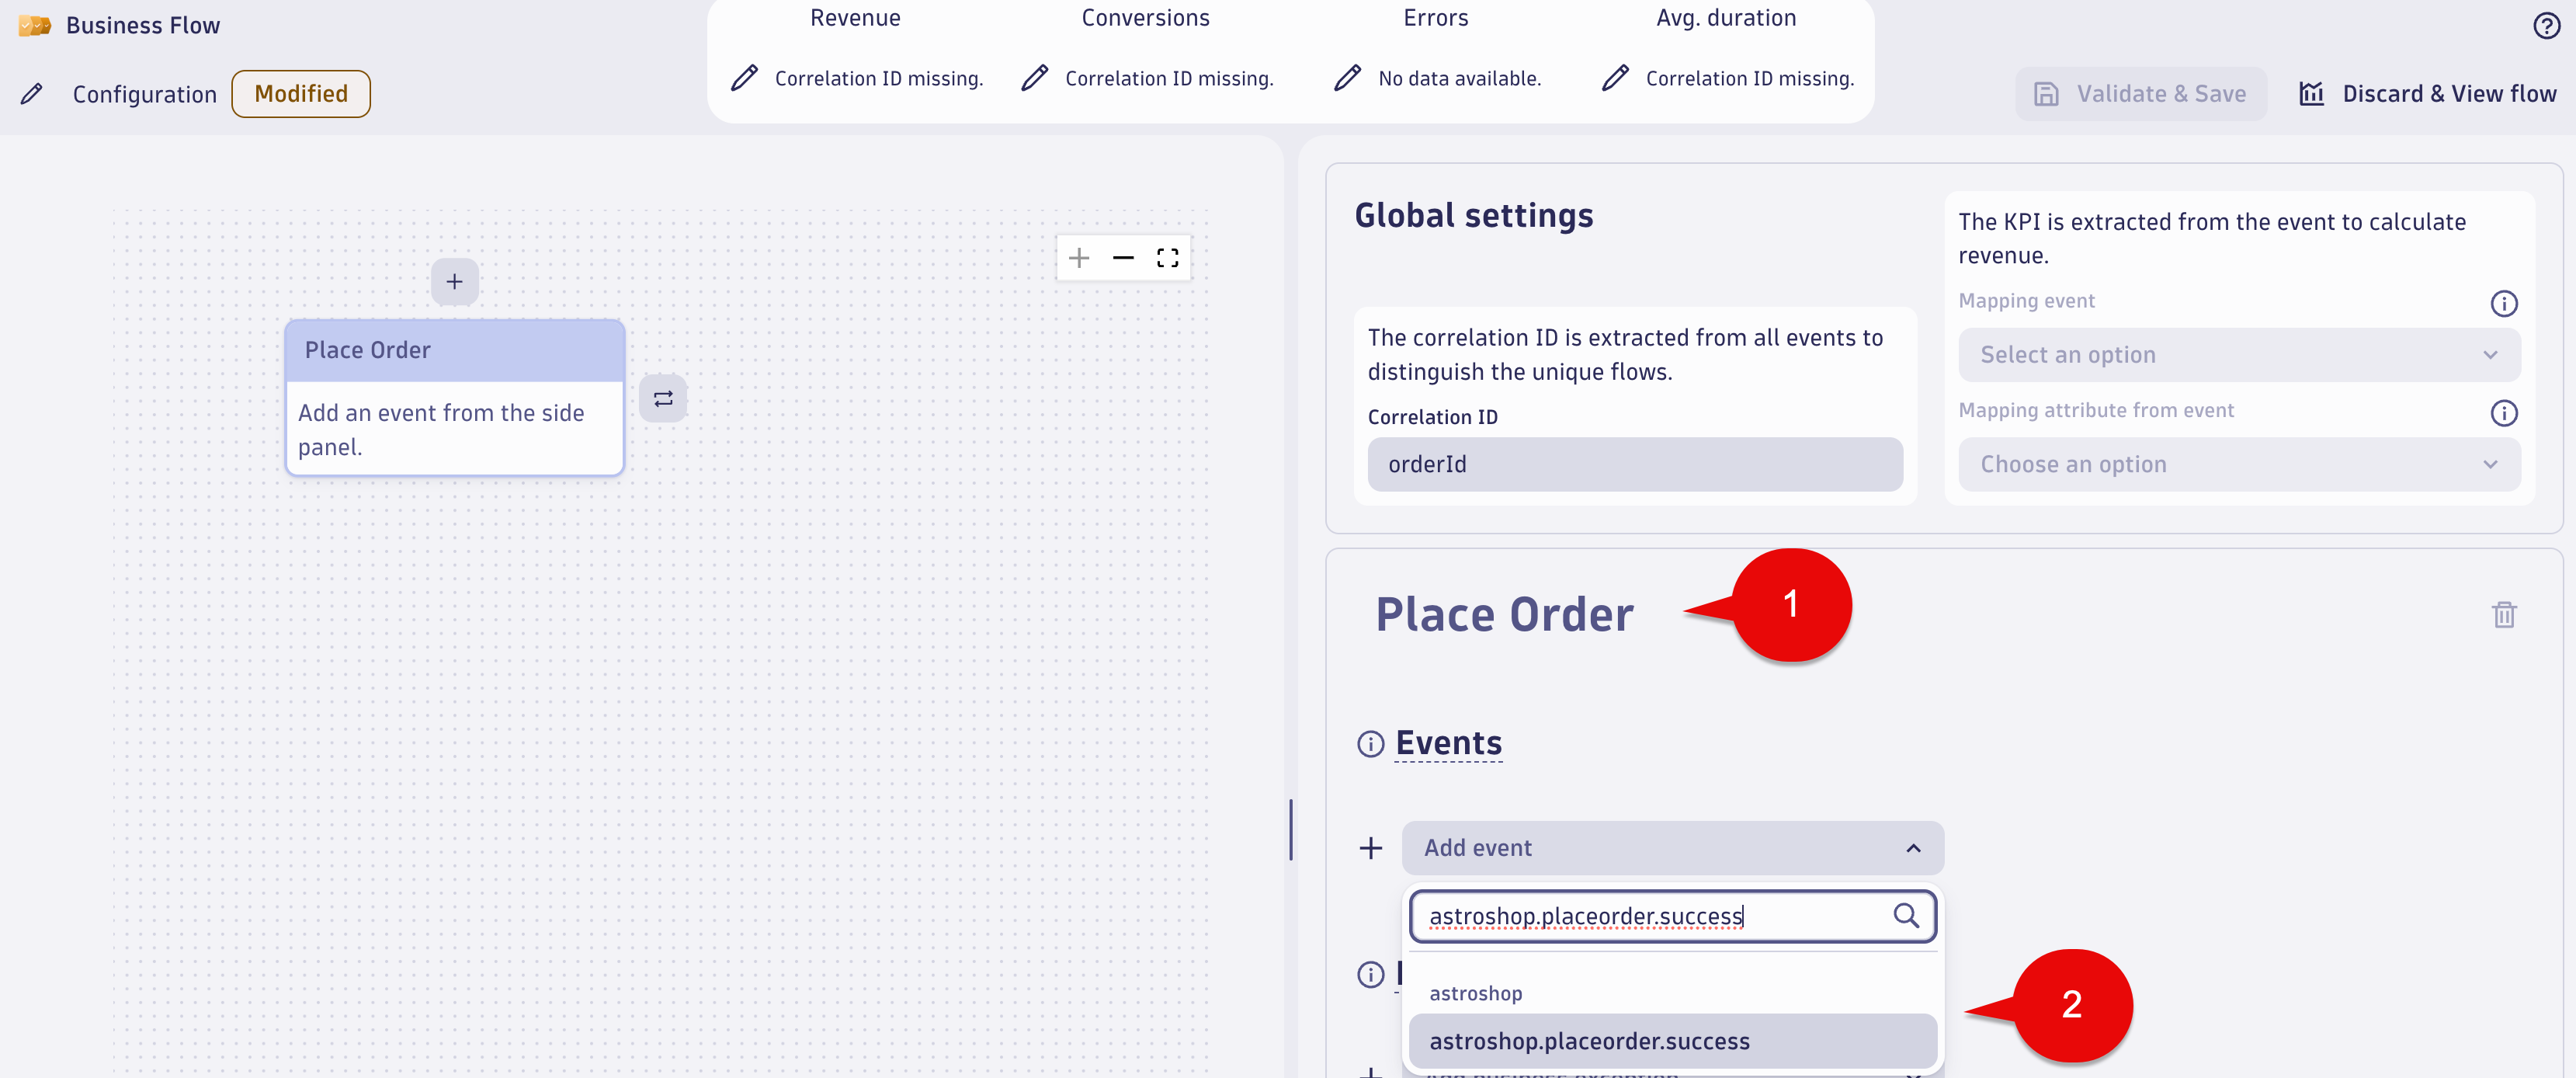 Business Flow
Revenue
Conversions
Errors
Avg. duration
Configuration
Modified
Correlation ID missing.
Correlation ID missing.
No data available.
Correlation ID missing.
Validate & Save
Discard & View flow
Place Order
Add an event from the side
panel.
Global settings
The correlation ID is extracted from all events to
distinguish the unique flows.
Correlation ID
orderId
The KPI is extracted from the event to calculate
revenue.
Mapping event
Select an option
Mapping attribute from event
Choose an option
Place Order
1
Events
Add event
astroshop.placeorder.success
astroshop
astroshop.placeorder.success
2